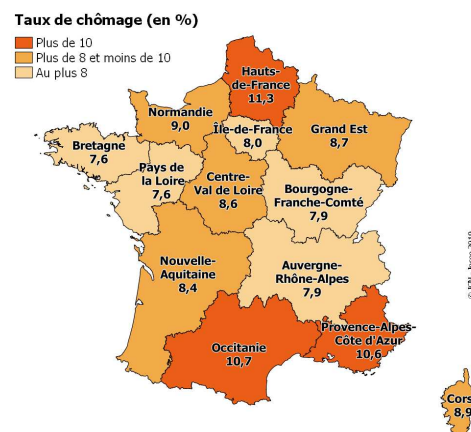 Taux de chômage (en %)
Plus de 10
Plus de 8 et moins de 10
Au plus 8
Hauts-
de-France
11,3
Normandie
9,0
Île-de-France
8,0
Grand Est
8,7
Bretagne
7,6
Pays de
la Loire
7,6
Centre-
Val de Loire
8,6
Bourgogne-
Franche-Comté
7,9
Nouvelle-
Aquitaine
8,4
Auvergne-
Rhône-Alpes
7,9
Occitanie
10,7
Provence-Alpes-
Côte d'Azur
10,6
Cors
8,9